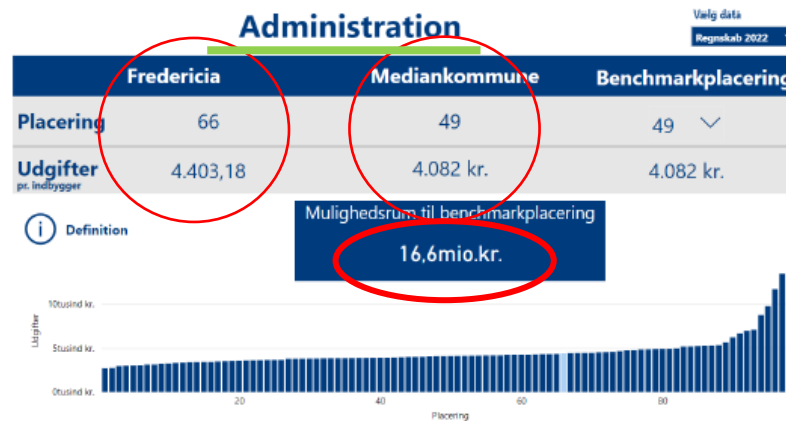 Administration
Vælg data
Regnskab 2022
Fredericia Mediankommune Benchmarkplacering
Placering 66 49 49
Udgifter 4.403,18 4.082 kr. 4.082 kr.
pr. indbygger
Mulighedsrum til benchmarkplacering
i Definition
16,6mio.kr.
10tusind kr.
5tusind kr.
0tusind kr.
Udgifter
20 40 60 80
Placering